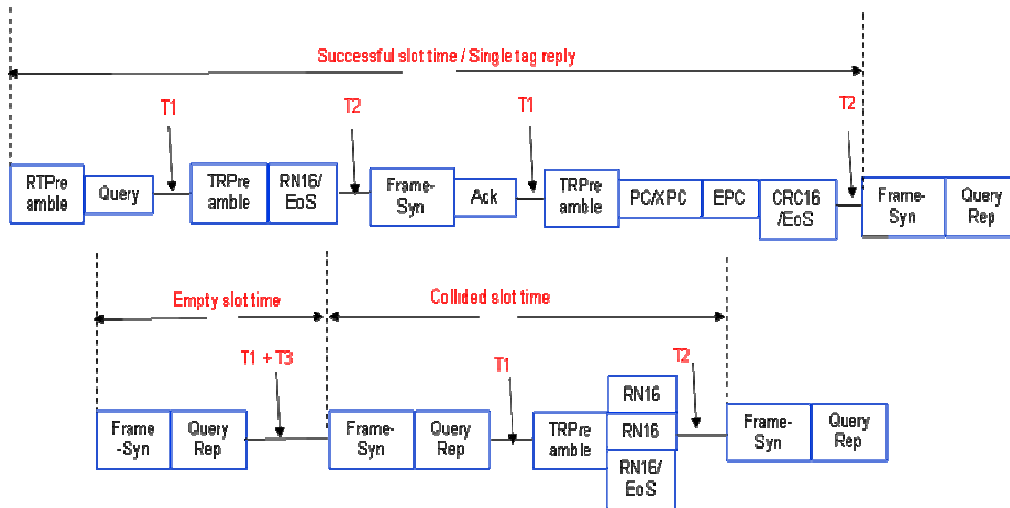 Successful slot time / Single tag reply
T1
T2
T1
T2
RTPre
amble
Query
TRPre
amble
RN16/
EoS
Frame-
Syn
Ack
TRPre
amble
PC/XPC
EPC
CRC16
/EoS
Frame-
Syn
Query
Rep
Empty slot time
Collided slot time
T1 + T3
T1
T2
Frame
-Syn
Query
Rep
Frame-
Syn
Query
Rep
TRPre
amble
RN16
RN16
RN16/
EoS
Frame-
Syn
Query
Rep